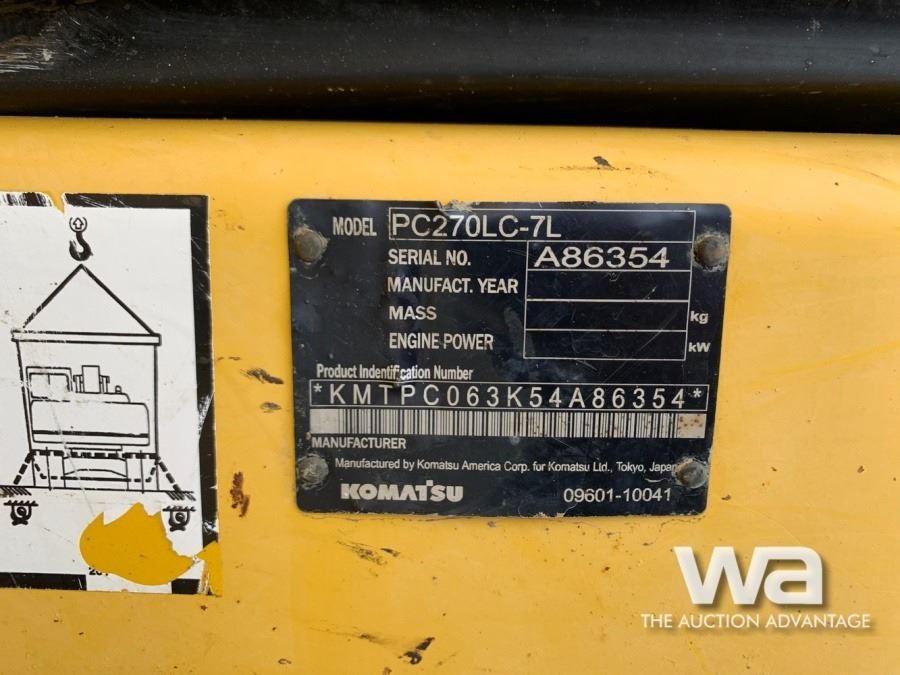 MODEL PC270LC-7L
SERIAL NO. A86354
MANUFACT. YEAR
MASS kg
ENGINE POWER kW
Product Indentification Number
*KMTPC063K54A86354*
MANUFACTURER
Manufactured by Komatsu America Corp. for Komatsu Ltd., Tokyo, Japan
KOMATSU 09601-10041
wa
THE AUCTION ADVANTAGE